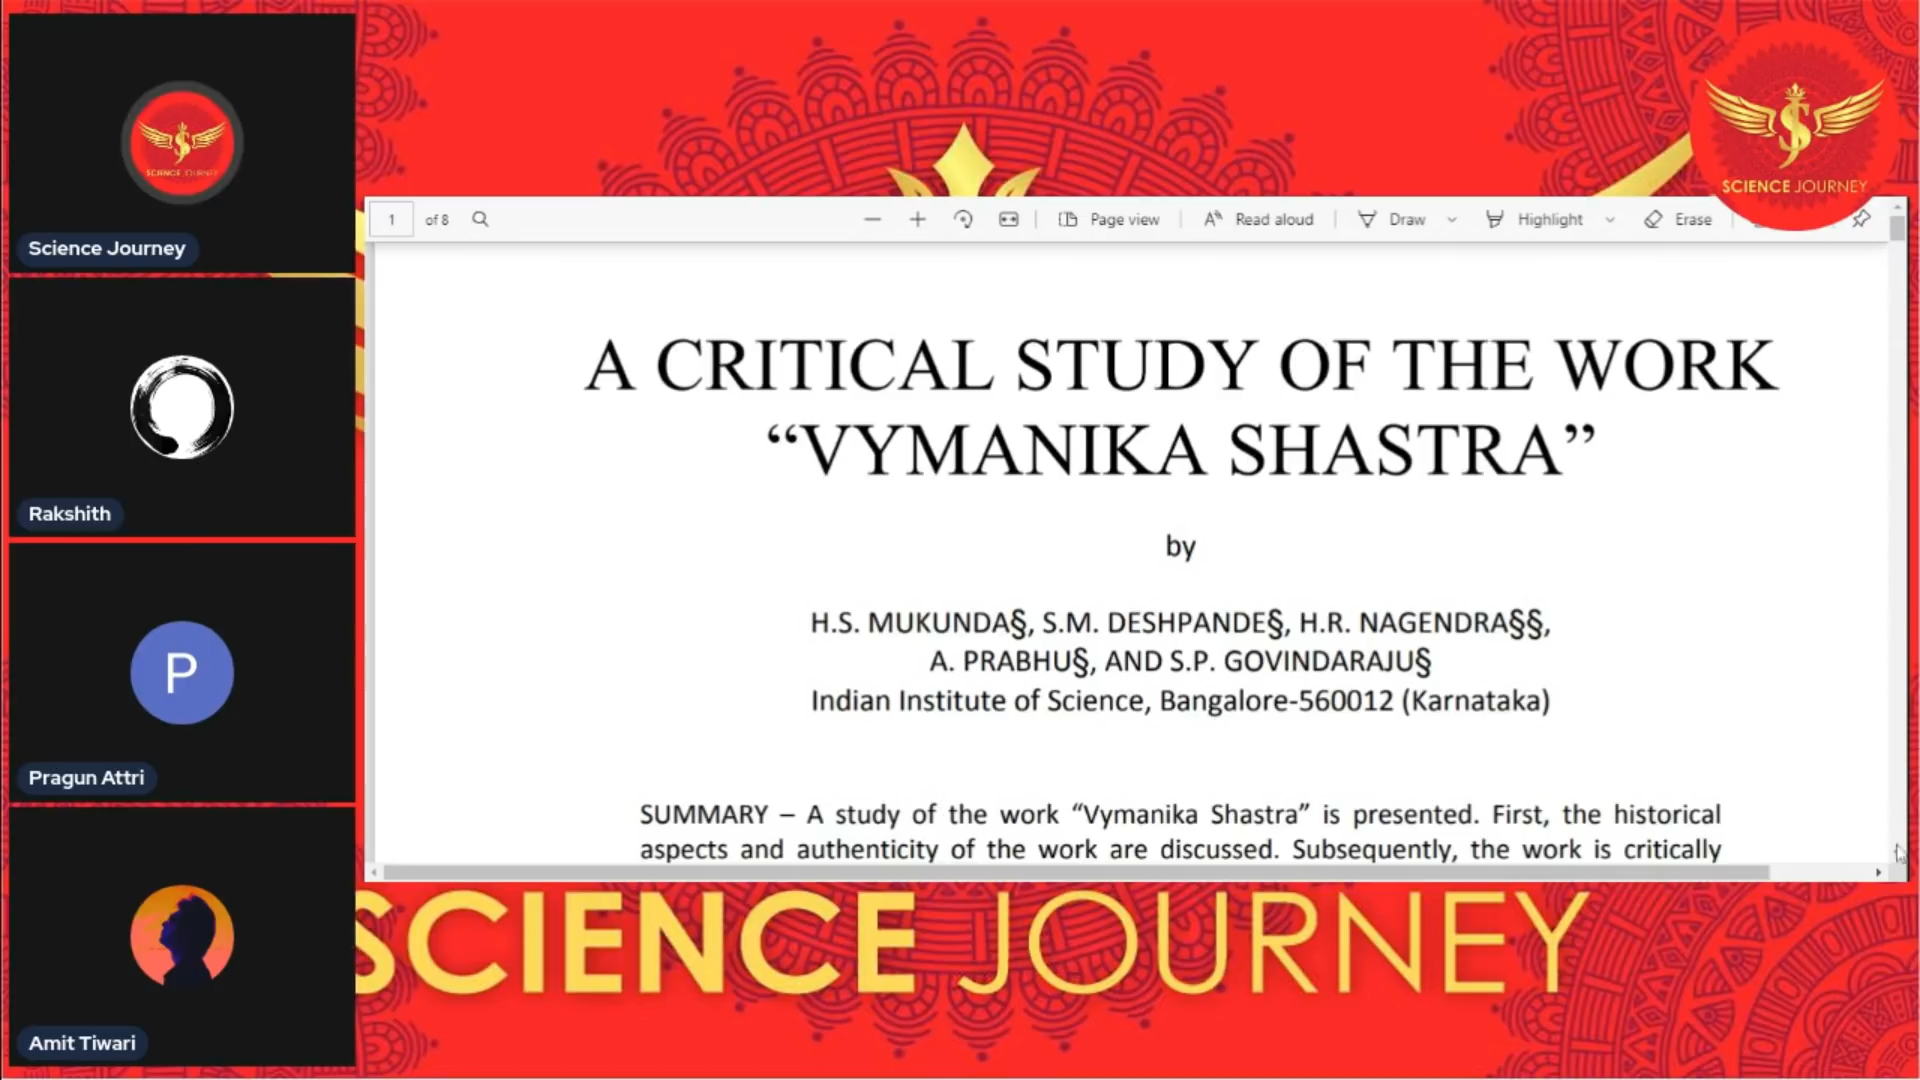 SCIENCE JOURNEY
Science Journey
Rakshith
P
Pragun Attri
Amit Tiwari
SCIENCE JOURNEY
1 of 8
Page view
Read aloud
Draw
Highlight
Erase
A CRITICAL STUDY OF THE WORK
“VYMANIKA SHASTRA”
by
H.S. MUKUNDA§, S.M. DESHPANDE§, H.R. NAGENDRA§§,
A. PRABHU§, AND S.P. GOVINDARAJU§
Indian Institute of Science, Bangalore-560012 (Karnataka)
SUMMARY – A study of the work “Vymanika Shastra” is presented. First, the historical
aspects and authenticity of the work are discussed. Subsequently, the work is critically
SCIENCE JOURNEY